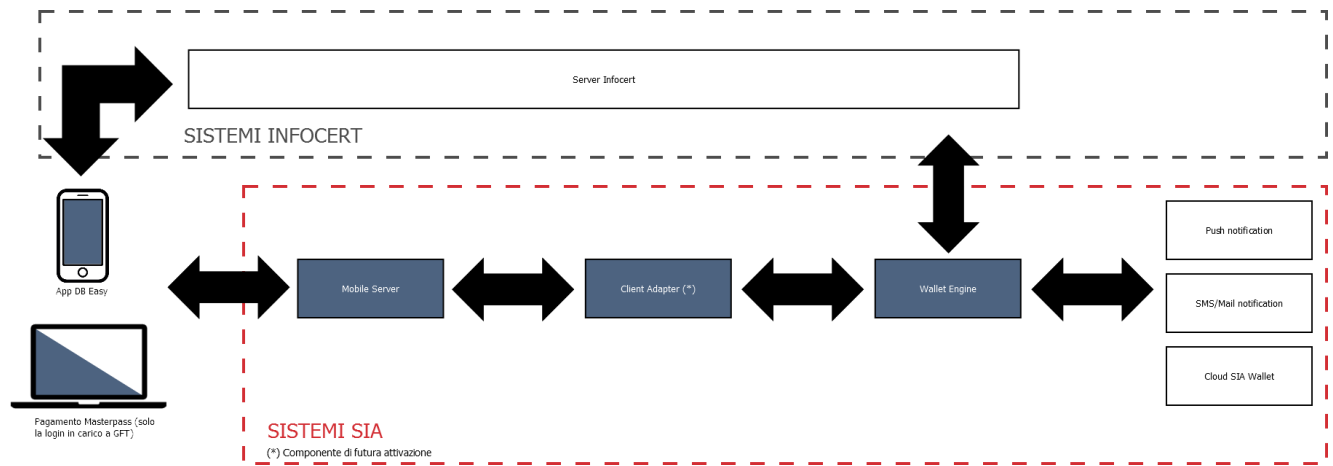 Server Infocert
SISTEMI INFOCERT
App DB Easy
Mobile Server
Client Adapter (*)
Wallet Engine
Push notification
SMS/Mail notification
Cloud SIA Wallet
Pagamento Masterpass (solo
la login in carico a GFT)
SISTEMI SIA
(*) Componente di futura attivazione